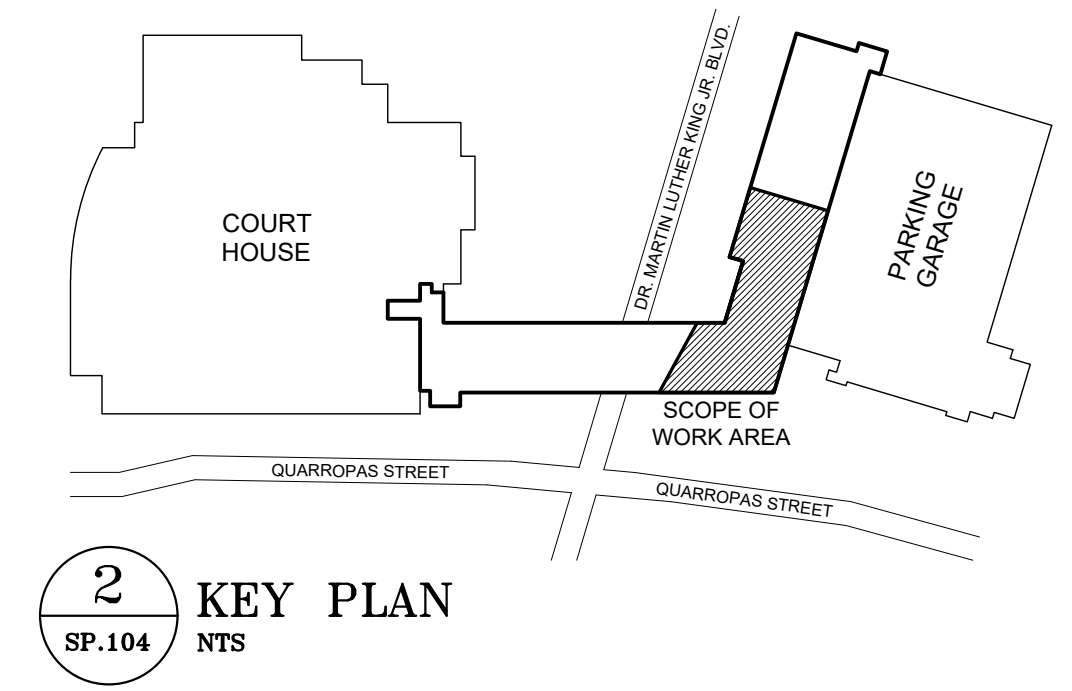 DR. MARTIN LUTHER KING JR. BLVD.
COURT
HOUSE
PARKING
GARAGE
SCOPE OF
WORK AREA
QUARROPAS STREET
QUARROPAS STREET
2
SP.104
KEY PLAN
NTS